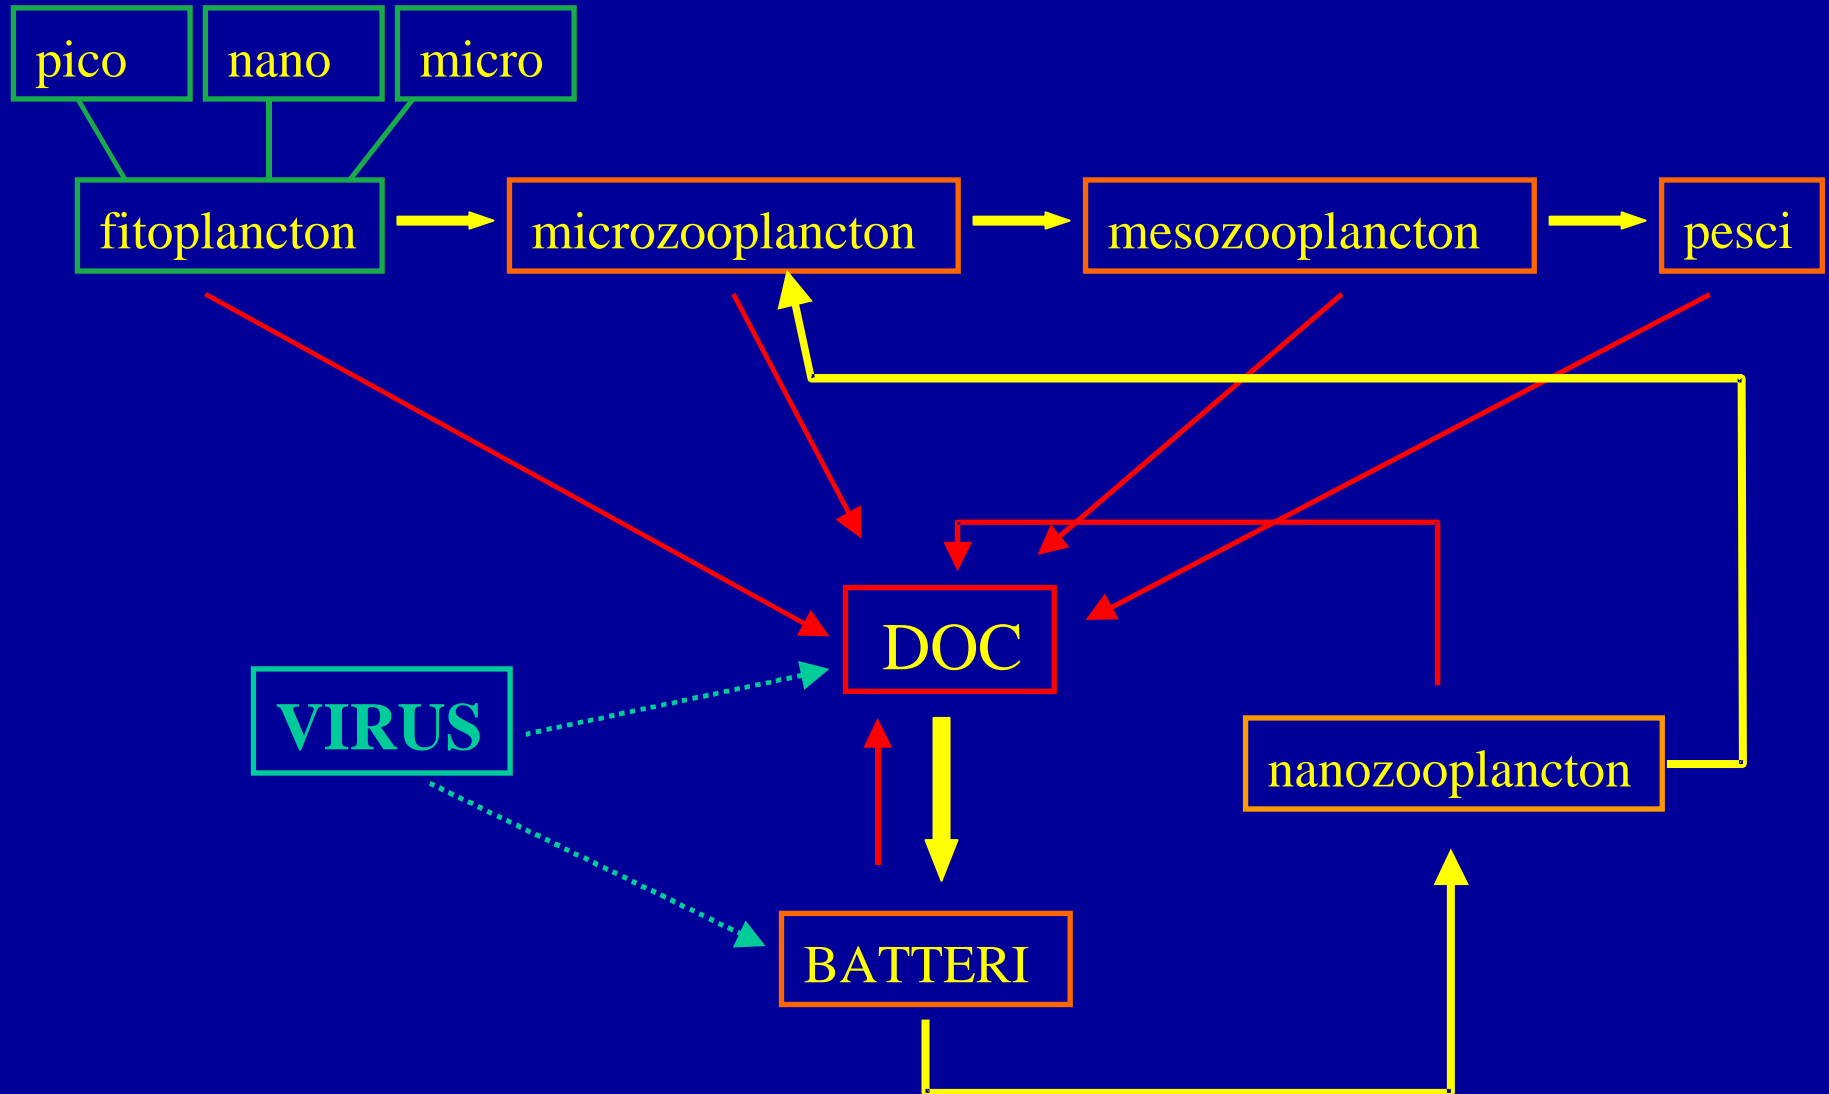 pico
nano
micro
fitoplancton
microzooplancton
mesozooplancton
pesci
DOC
VIRUS
nanozooplancton
BATTERI